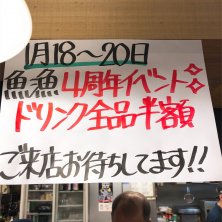 1月18〜20日
魚魚 4周年イベント
ドリンク全品半額
ご来店お待ちしてます!!